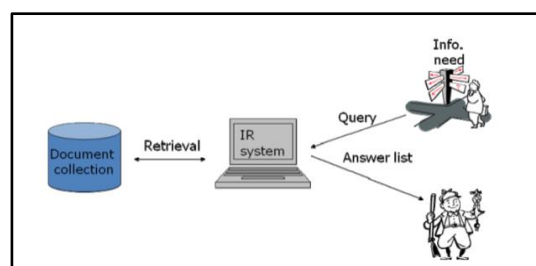 Info.
need
Query
IR
system
Retrieval
Document
collection
Answer list